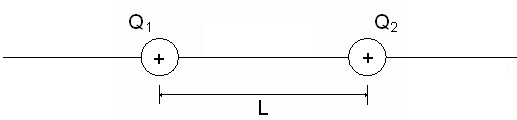 Q₁ Q₂
+ +
L